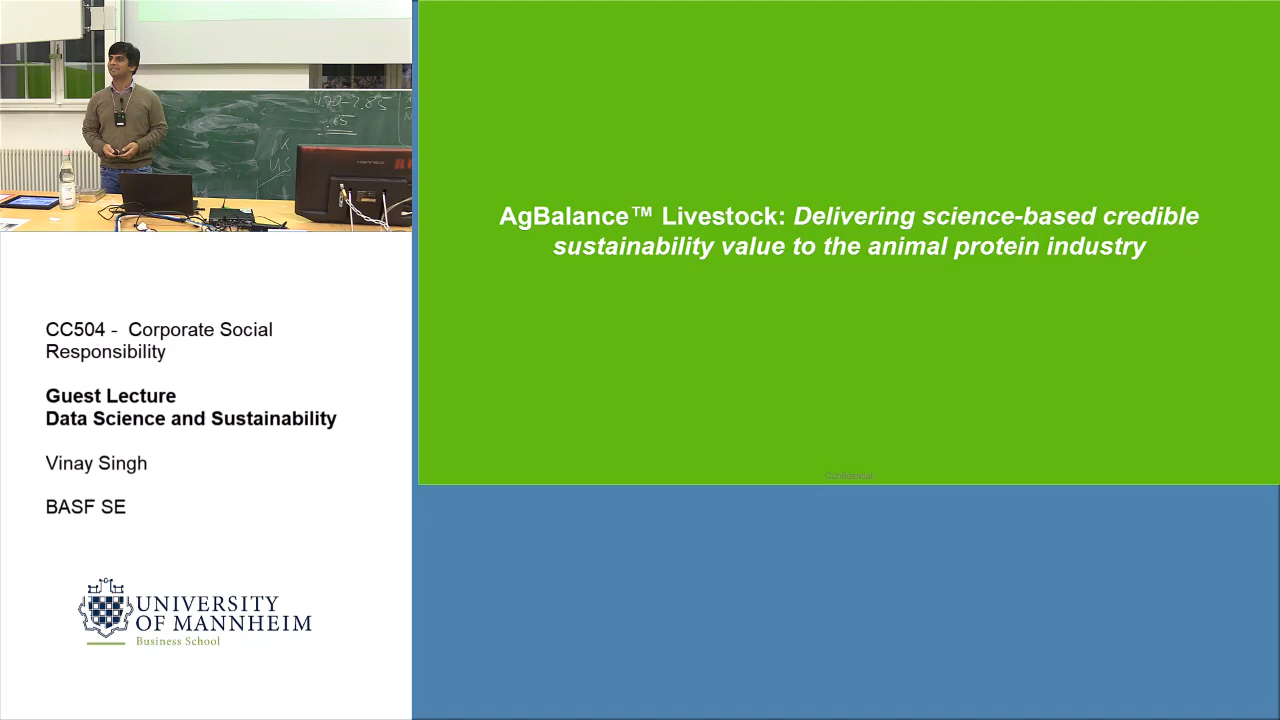 AgBalance™ Livestock: Delivering science-based credible
sustainability value to the animal protein industry
Confidential
CC504 - Corporate Social
Responsibility
Guest Lecture
Data Science and Sustainability
Vinay Singh
BASF SE
UNIVERSITY
OF MANNHEIM
Business School